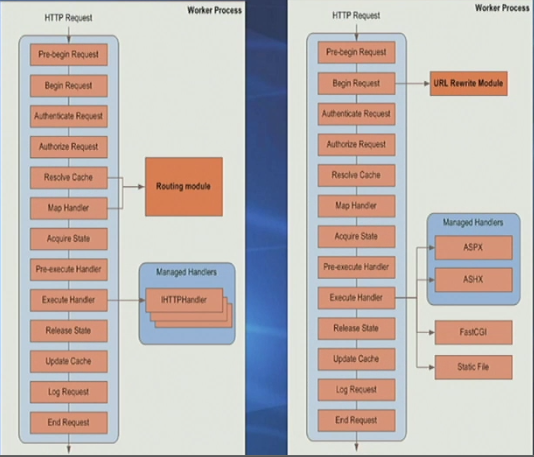 Worker Process
HTTP Request
Pre-begin Request
Begin Request
Authenticate Request
Authorize Request
Resolve Cache
Map Handler
Acquire State
Pre-execute Handler
Execute Handler
Release State
Update Cache
Log Request
End Request
Routing module
Managed Handlers
IHTTPHandler
Worker Process
HTTP Request
Pre-begin Request
Begin Request
Authenticate Request
Authorize Request
Resolve Cache
Map Handler
Acquire State
Pre-execute Handler
Execute Handler
Release State
Update Cache
Log Request
End Request
URL Rewrite Module
Managed Handlers
ASPX
ASHX
FastCGI
Static File